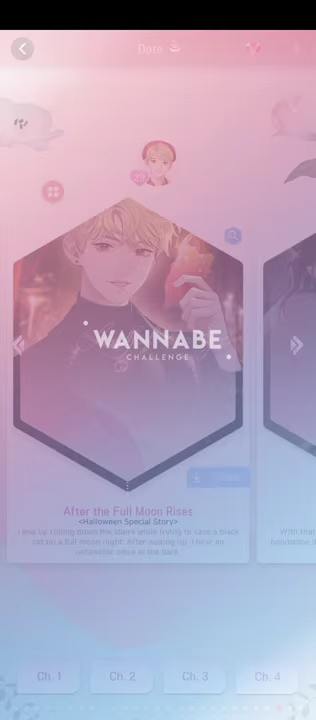 Date
WANNABE
CHALLENGE
After the Full Moon Rises
<Halloween Special Story>
I end up falling down the stairs while trying to save a black
cat on a full moon night. After waking up, I hear an
unfamiliar voice in the dark.
With that
Ch. 1
Ch. 2
Ch. 3
Ch. 4